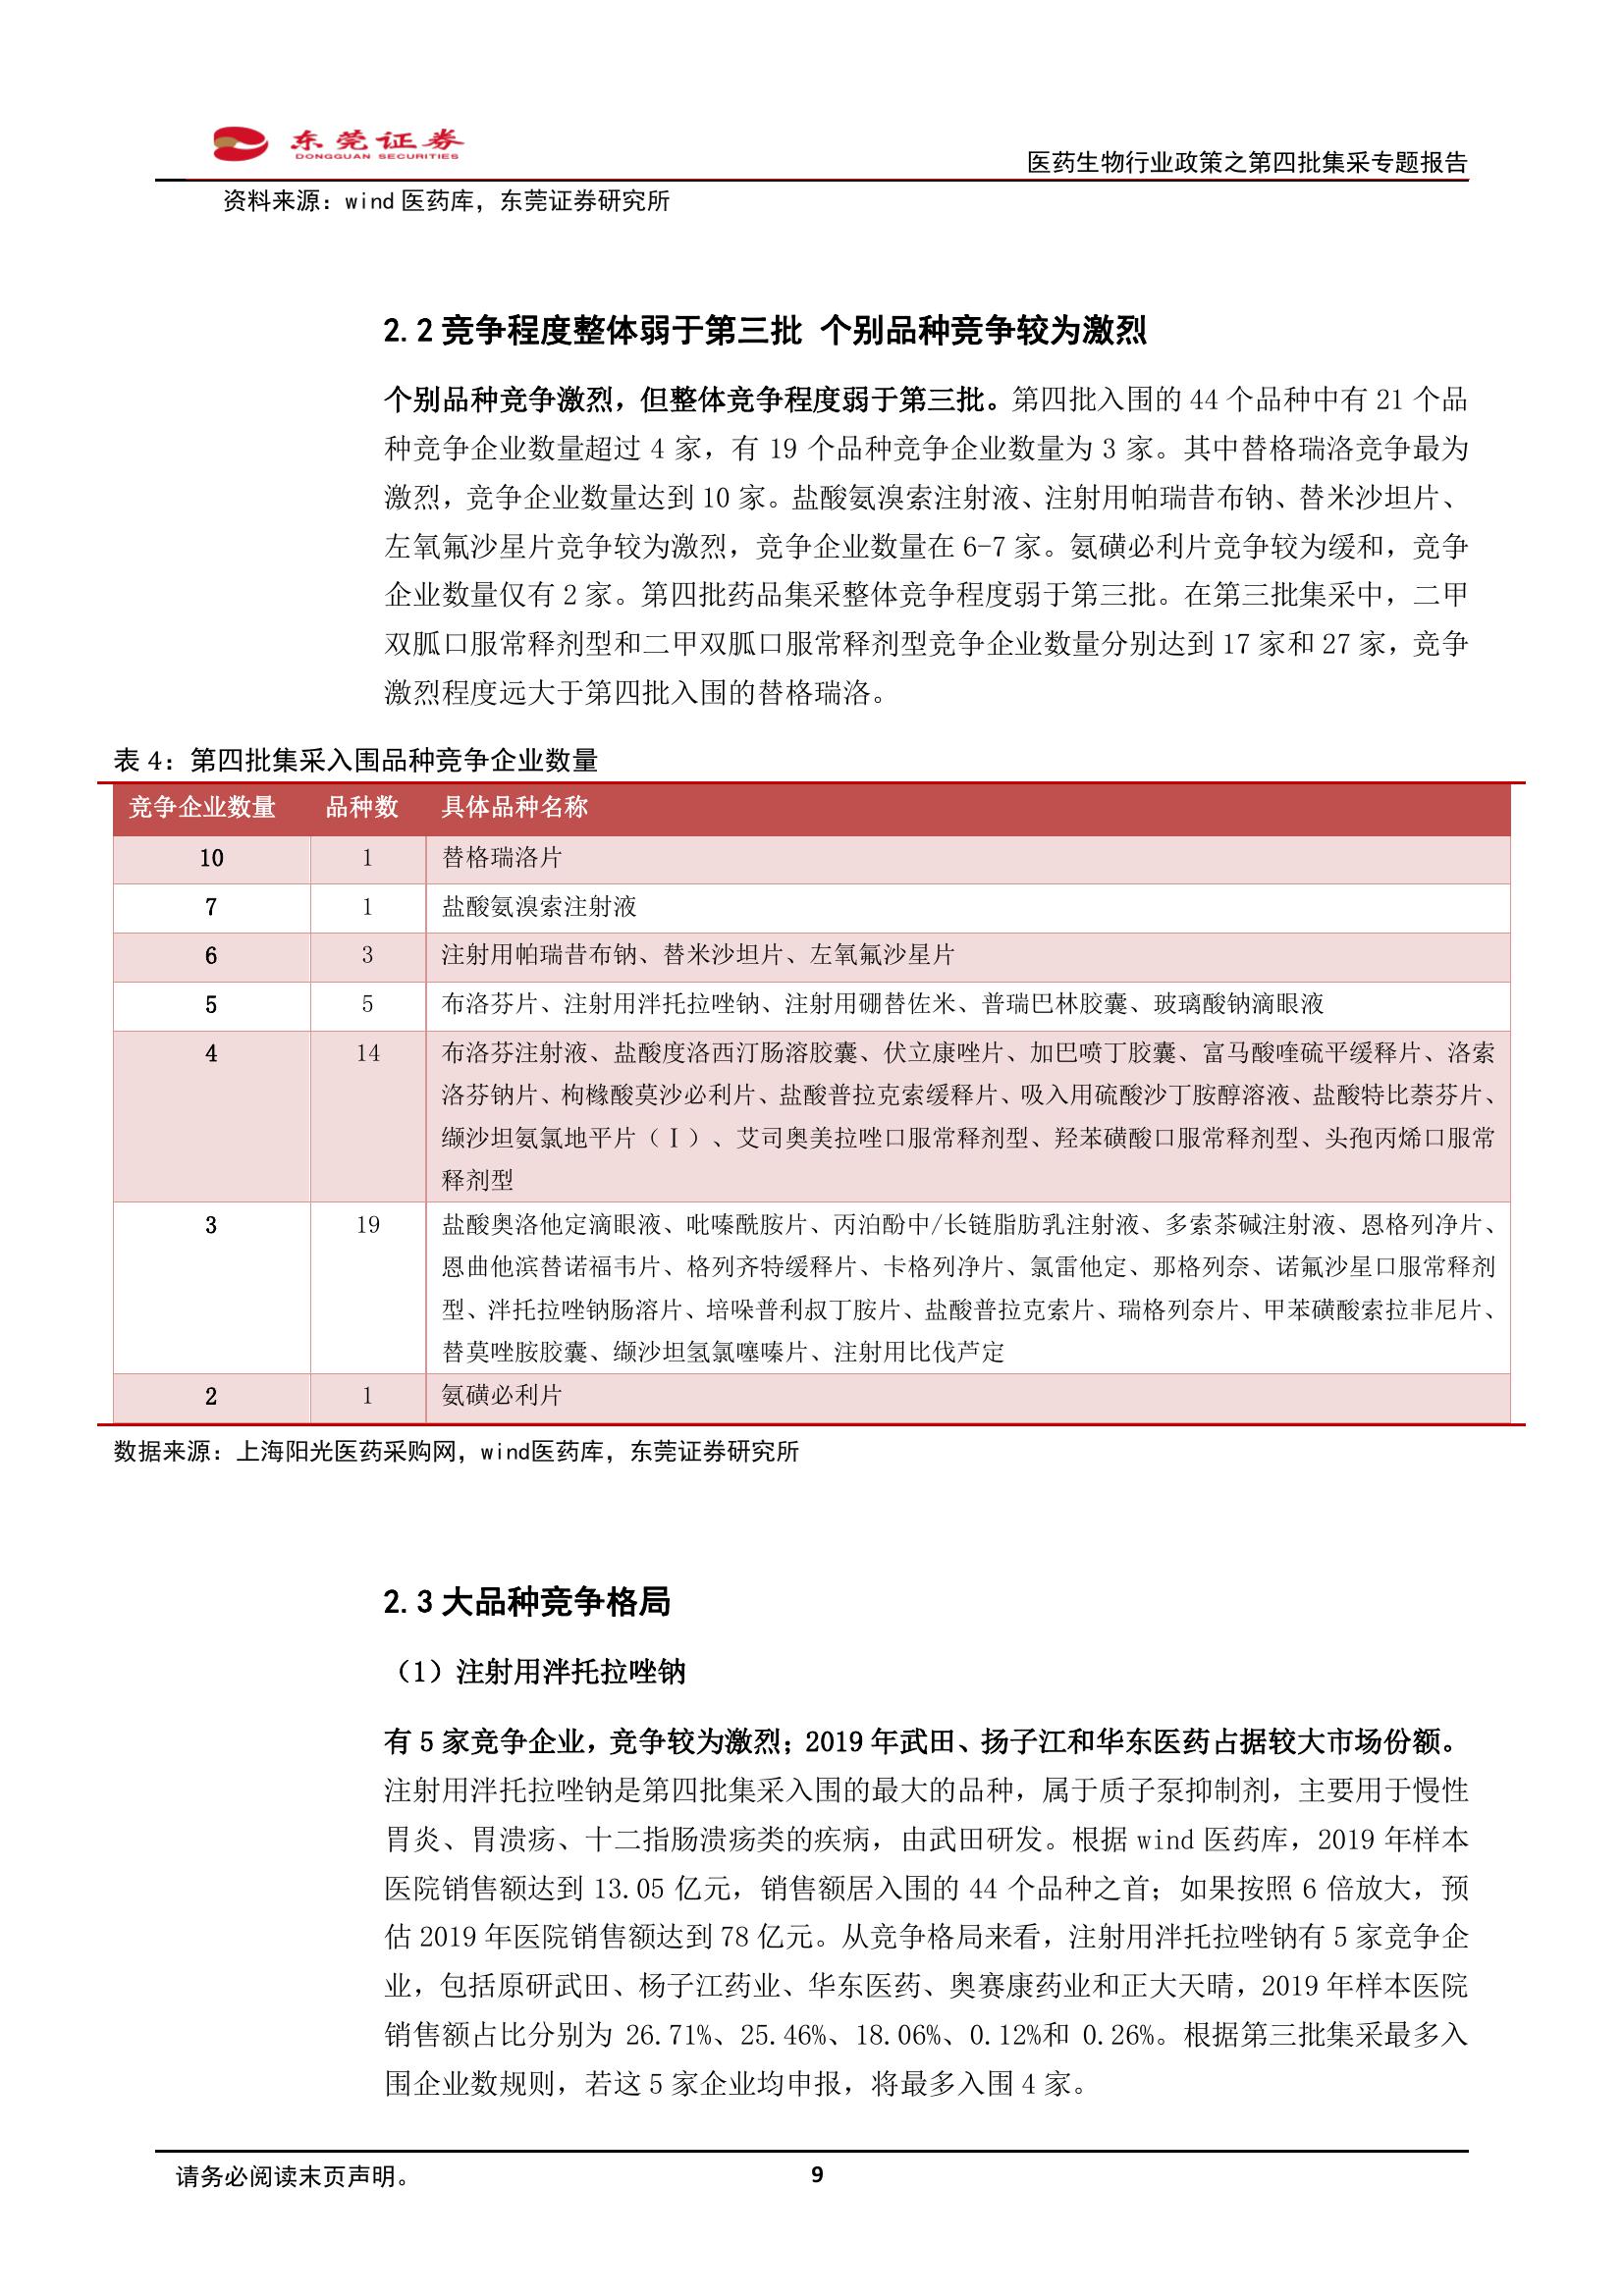 东莞证券
DONGGUAN SECURITIES
医药生物行业政策之第四批集采专题报告
资料来源：wind 医药库，东莞证券研究所
2.2 竞争程度整体弱于第三批 个别品种竞争较为激烈
个别品种竞争激烈，但整体竞争程度弱于第三批。第四批入围的 44 个品种中有 21 个品
种竞争企业数量超过 4 家，有 19 个品种竞争企业数量为 3 家。其中替格瑞洛竞争最为
激烈，竞争企业数量达到 10 家。盐酸氨溴索注射液、注射用帕瑞昔布钠、替米沙坦片、
左氧氟沙星片竞争较为激烈，竞争企业数量在 6-7 家。氨磺必利片竞争较为缓和，竞争
企业数量仅有 2 家。第四批药品集采整体竞争程度弱于第三批。在第三批集采中，二甲
双胍口服常释剂型和二甲双胍口服常释剂型竞争企业数量分别达到 17 家和 27 家，竞争
激烈程度远大于第四批入围的替格瑞洛。
表 4：第四批集采入围品种竞争企业数量
竞争企业数量 品种数 具体品种名称
10 1 替格瑞洛片
7 1 盐酸氨溴索注射液
6 3 注射用帕瑞昔布钠、替米沙坦片、左氧氟沙星片
5 5 布洛芬片、注射用泮托拉唑钠、注射用硼替佐米、普瑞巴林胶囊、玻璃酸钠滴眼液
4 14 布洛芬注射液、盐酸度洛西汀肠溶胶囊、伏立康唑片、加巴喷丁胶囊、富马酸喹硫平缓释片、洛索
洛芬钠片、枸橼酸莫沙必利片、盐酸普拉克索缓释片、吸入用硫酸沙丁胺醇溶液、盐酸特比萘芬片、
缬沙坦氨氯地平片（Ⅰ）、艾司奥美拉唑口服常释剂型、羟苯磺酸口服常释剂型、头孢丙烯口服常
释剂型
3 19 盐酸奥洛他定滴眼液、吡嗪酰胺片、丙泊酚中/长链脂肪乳注射液、多索茶碱注射液、恩格列净片、
恩曲他滨替诺福韦片、格列齐特缓释片、卡格列净片、氯雷他定、那格列奈、诺氟沙星口服常释剂
型、泮托拉唑钠肠溶片、培哚普利叔丁胺片、盐酸普拉克索片、瑞格列奈片、甲苯磺酸索拉非尼片、
替莫唑胺胶囊、缬沙坦氢氯噻嗪片、注射用比伐芦定
2 1 氨磺必利片
数据来源：上海阳光医药采购网，wind医药库，东莞证券研究所
2.3 大品种竞争格局
（1）注射用泮托拉唑钠
有 5 家竞争企业，竞争较为激烈；2019 年武田、扬子江和华东医药占据较大市场份额。
注射用泮托拉唑钠是第四批集采入围的最大的品种，属于质子泵抑制剂，主要用于慢性
胃炎、胃溃疡、十二指肠溃疡类的疾病，由武田研发。根据 wind 医药库，2019 年样本
医院销售额达到 13.05 亿元，销售额居入围的 44 个品种之首；如果按照 6 倍放大，预
估 2019 年医院销售额达到 78 亿元。从竞争格局来看，注射用泮托拉唑钠有 5 家竞争企
业，包括原研武田、杨子江药业、华东医药、奥赛康药业和正大天晴，2019 年样本医院
销售额占比分别为 26.71%、25.46%、18.06%、0.12%和 0.26%。根据第三批集采最多入
围企业数规则，若这 5 家企业均申报，将最多入围 4 家。
请务必阅读末页声明。
9